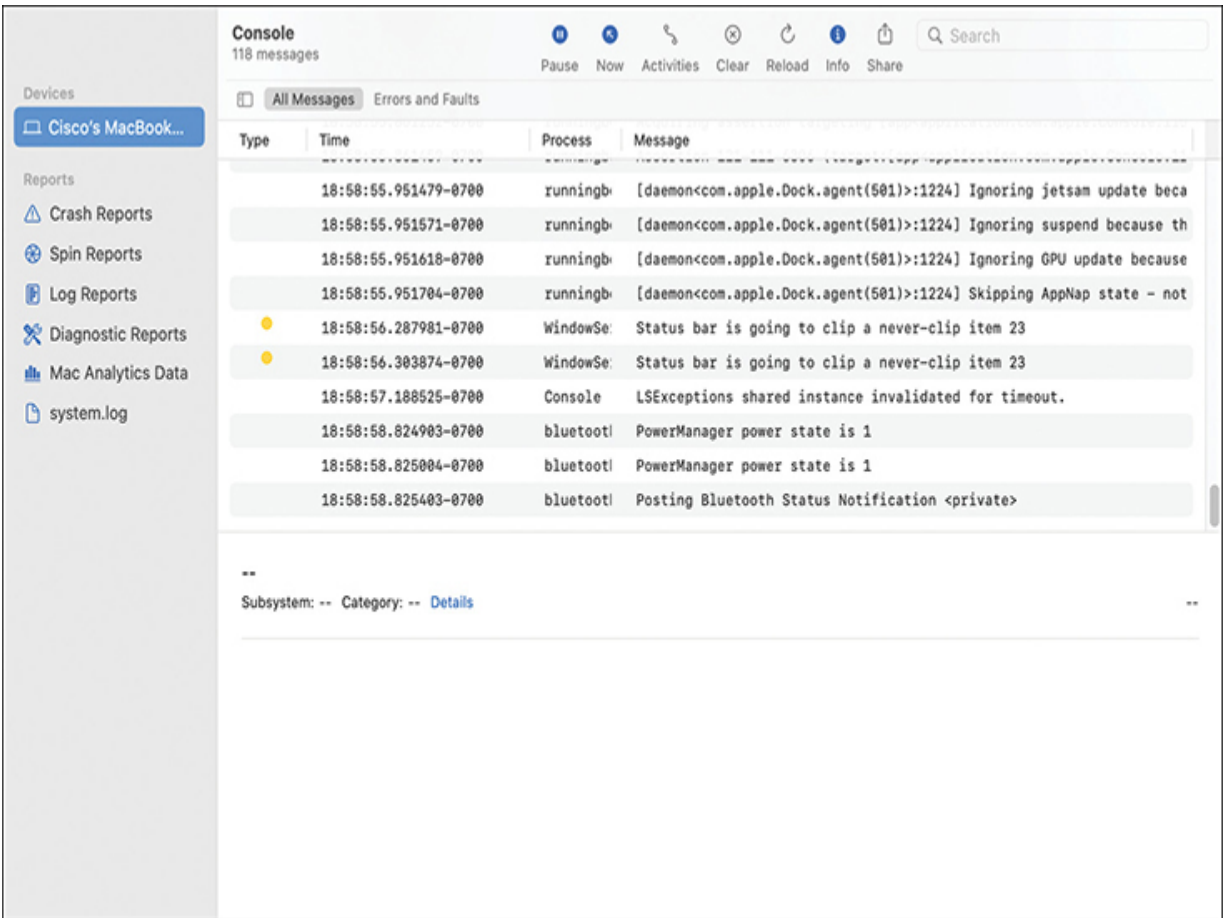 Console
118 messages
Pause Now Activities Clear Reload Info Share
Search
Devices
Cisco's MacBook...
Reports
Crash Reports
Spin Reports
Log Reports
Diagnostic Reports
Mac Analytics Data
system.log
All Messages Errors and Faults
Type Time Process Message
18:58:55.951479-0700 runningb [daemon<com.apple.Dock.agent(501)>:1224] Ignoring jetsam update beca
18:58:55.951571-0700 runningb [daemon<com.apple.Dock.agent(501)>:1224] Ignoring suspend because th
18:58:55.951618-0700 runningb [daemon<com.apple.Dock.agent(501)>:1224] Ignoring GPU update because
18:58:55.951704-0700 runningb [daemon<com.apple.Dock.agent(501)>:1224] Skipping AppNap state – not
18:58:56.287981-0700 WindowSe Status bar is going to clip a never-clip item 23
18:58:56.303874-0700 WindowSe Status bar is going to clip a never-clip item 23
18:58:57.188525-0700 Console LSExceptions shared instance invalidated for timeout.
18:58:58.824903-0700 bluetoot PowerManager power state is 1
18:58:58.825004-0700 bluetoot PowerManager power state is 1
18:58:58.825403-0700 bluetoot Posting Bluetooth Status Notification <private>
--
Subsystem: -- Category: -- Details --